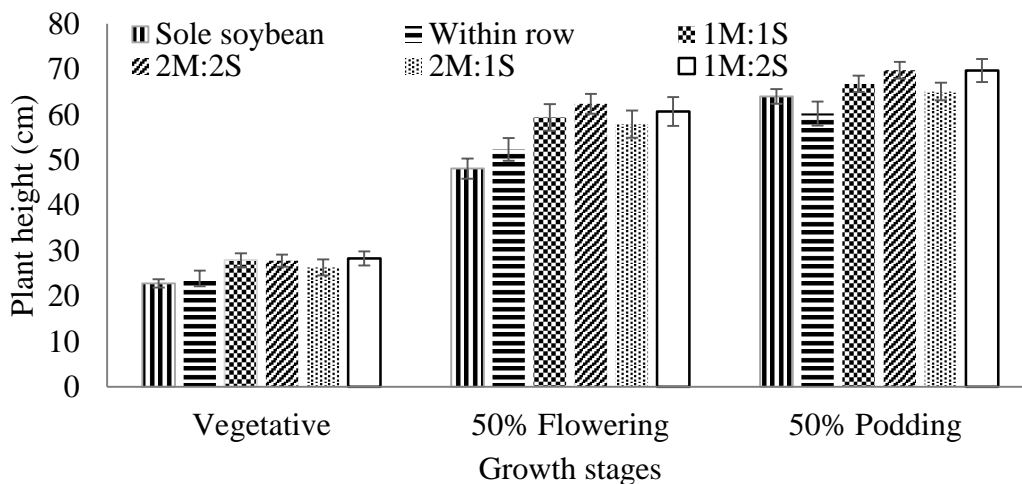 80
70
60
50
40
30
20
10
0
Plant height (cm)
Sole soybean Within row 1M:1S
2M:2S 2M:1S 1M:2S
Vegetative 50% Flowering 50% Podding
Growth stages